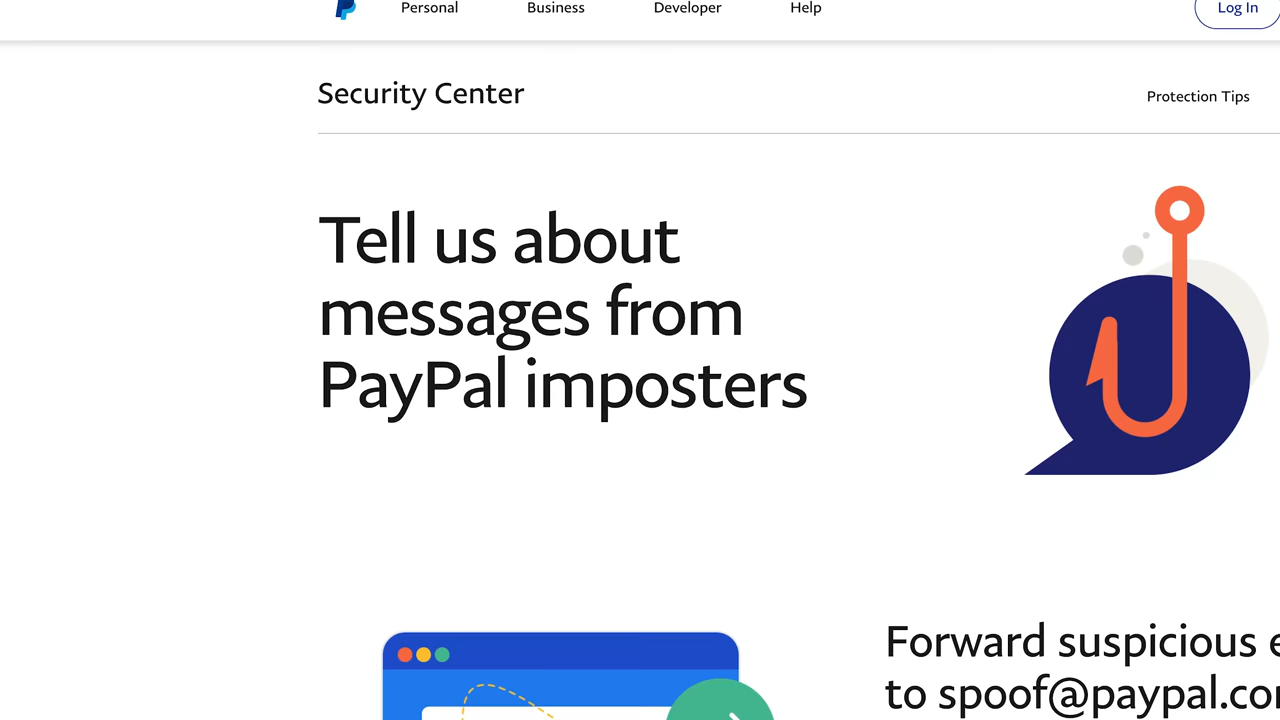 Personal Business Developer Help Log In
Security Center
Protection Tips
Tell us about
messages from
PayPal imposters
Forward suspicious
to spoof@paypal.co